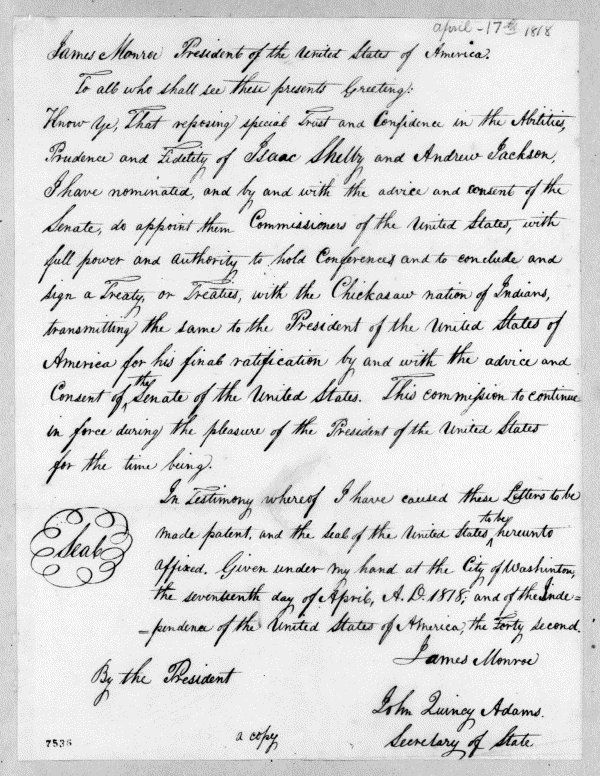 April - 17th 1818
James Monroe President of the United States of America.
To all who shall see these presents Greeting:
Know Ye, That reposing special Trust and Confidence in the Abilities,
Prudence and Fidelity of Isaac Shelby and Andrew Jackson,
I have nominated, and by and with the advice and consent of the
Senate, do appoint them Commissioners of the United States, with
full power and authority to hold Conferences and to conclude and
sign a Treaty, or Treaties, with the Chickasaw nation of Indians,
transmitting the same to the President of the United States of
America for his final ratification by and with the advice and
Consent of the Senate of the United States. This commission to continue
in force during the pleasure of the President of the United States
for the time being.
In Testimony whereof I have caused these Letters to be
made patent, and the seal of the United States to be hereunto
Seal
affixed. Given under my hand at the City of Washinton,
the seventeenth day of April, A.D. 1818; and of the Inde=
=pendence of the United States of America, the Forty second.
James Monroe
By the President
John Quincy Adams.
a copy
Secretary of State
7536